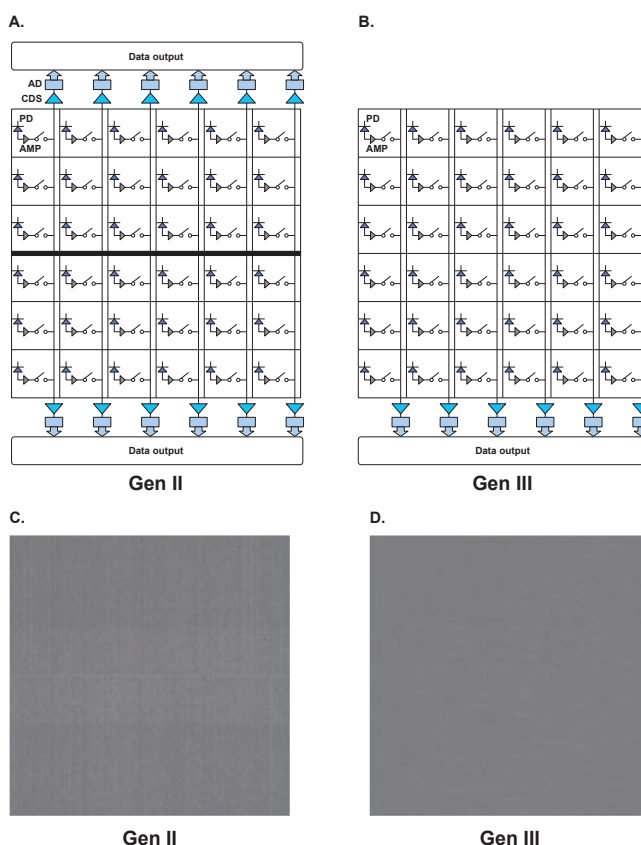 A.
B.
Data output
AD
CDS
PD
AMP
PD
AMP
Data output
Data output
Gen II
Gen III
C.
D.
Gen II
Gen III